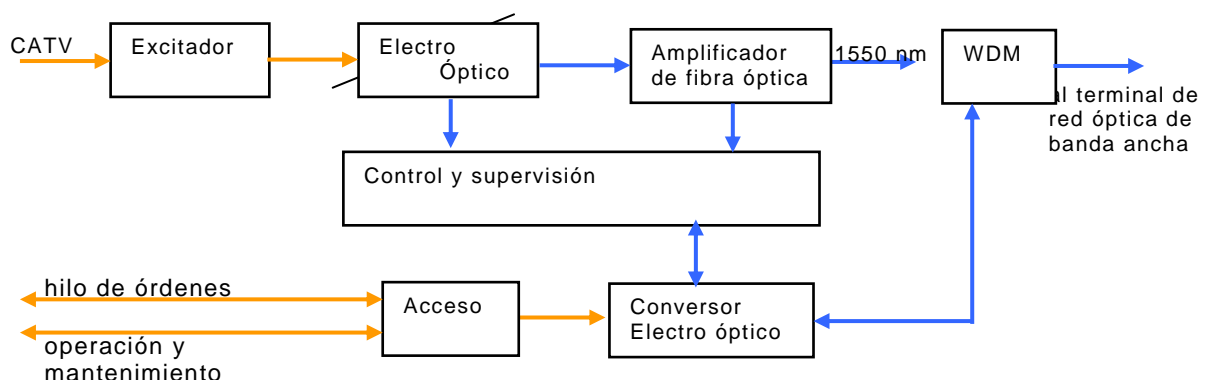 CATV
Excitador
Electro
Óptico
Amplificador
de fibra óptica
1550 nm
WDM
al terminal de
red óptica de
banda ancha
Control y supervisión
hilo de órdenes
Acceso
Conversor
Electro óptico
operación y
mantenimiento